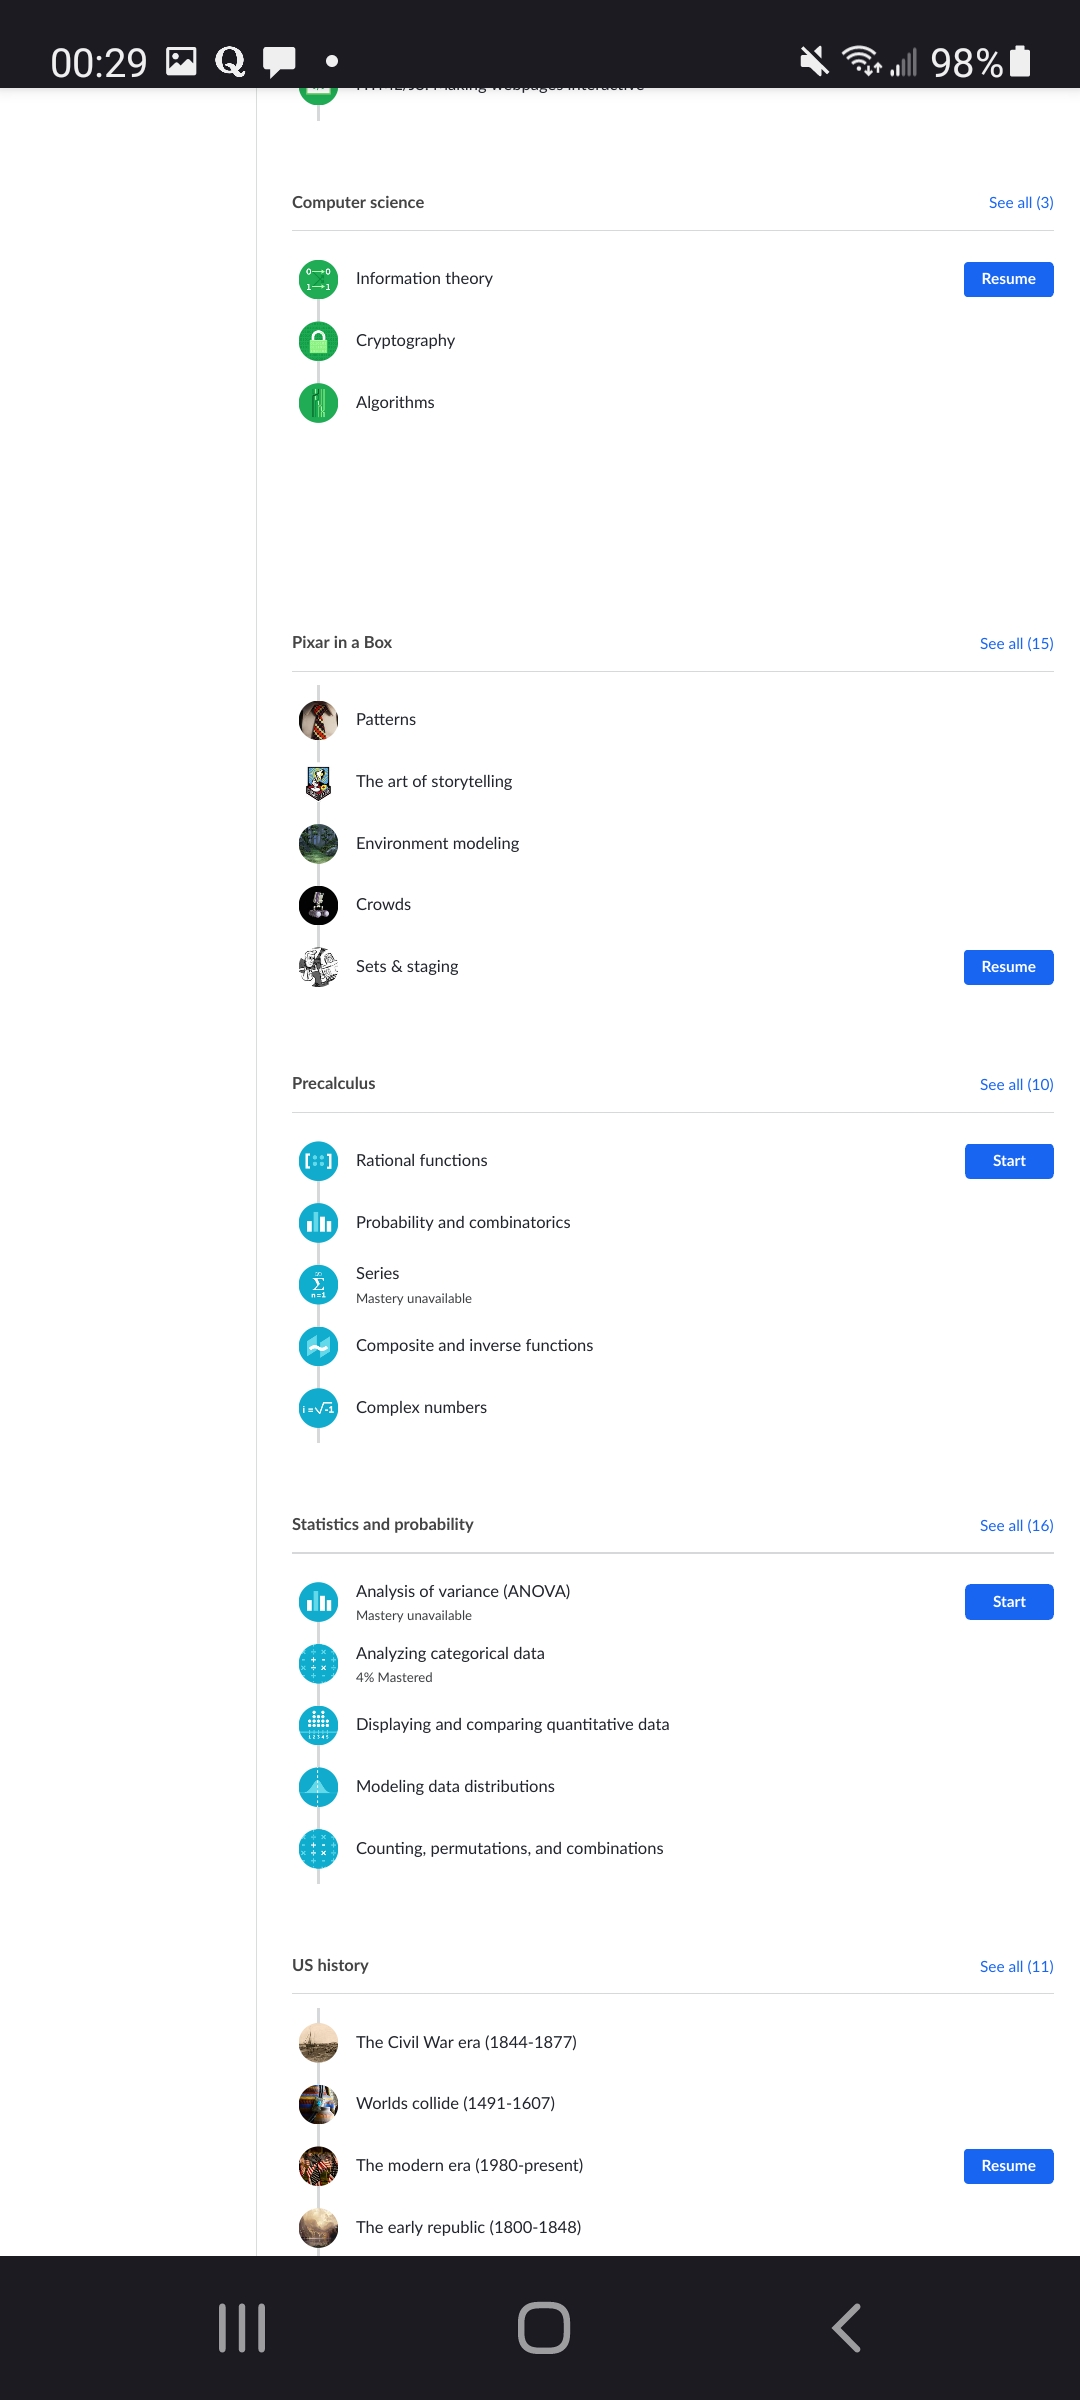 00:29
98%
Computer science
See all (3)
Information theory
Resume
Cryptography
Algorithms
Pixar in a Box
See all (15)
Patterns
The art of storytelling
Environment modeling
Crowds
Sets & staging
Resume
Precalculus
See all (10)
Rational functions
Start
Probability and combinatorics
Series
Mastery unavailable
Composite and inverse functions
Complex numbers
Statistics and probability
See all (16)
Analysis of variance (ANOVA)
Start
Mastery unavailable
Analyzing categorical data
4% Mastered
Displaying and comparing quantitative data
Modeling data distributions
Counting, permutations, and combinations
US history
See all (11)
The Civil War era (1844-1877)
Worlds collide (1491-1607)
The modern era (1980-present)
Resume
The early republic (1800-1848)